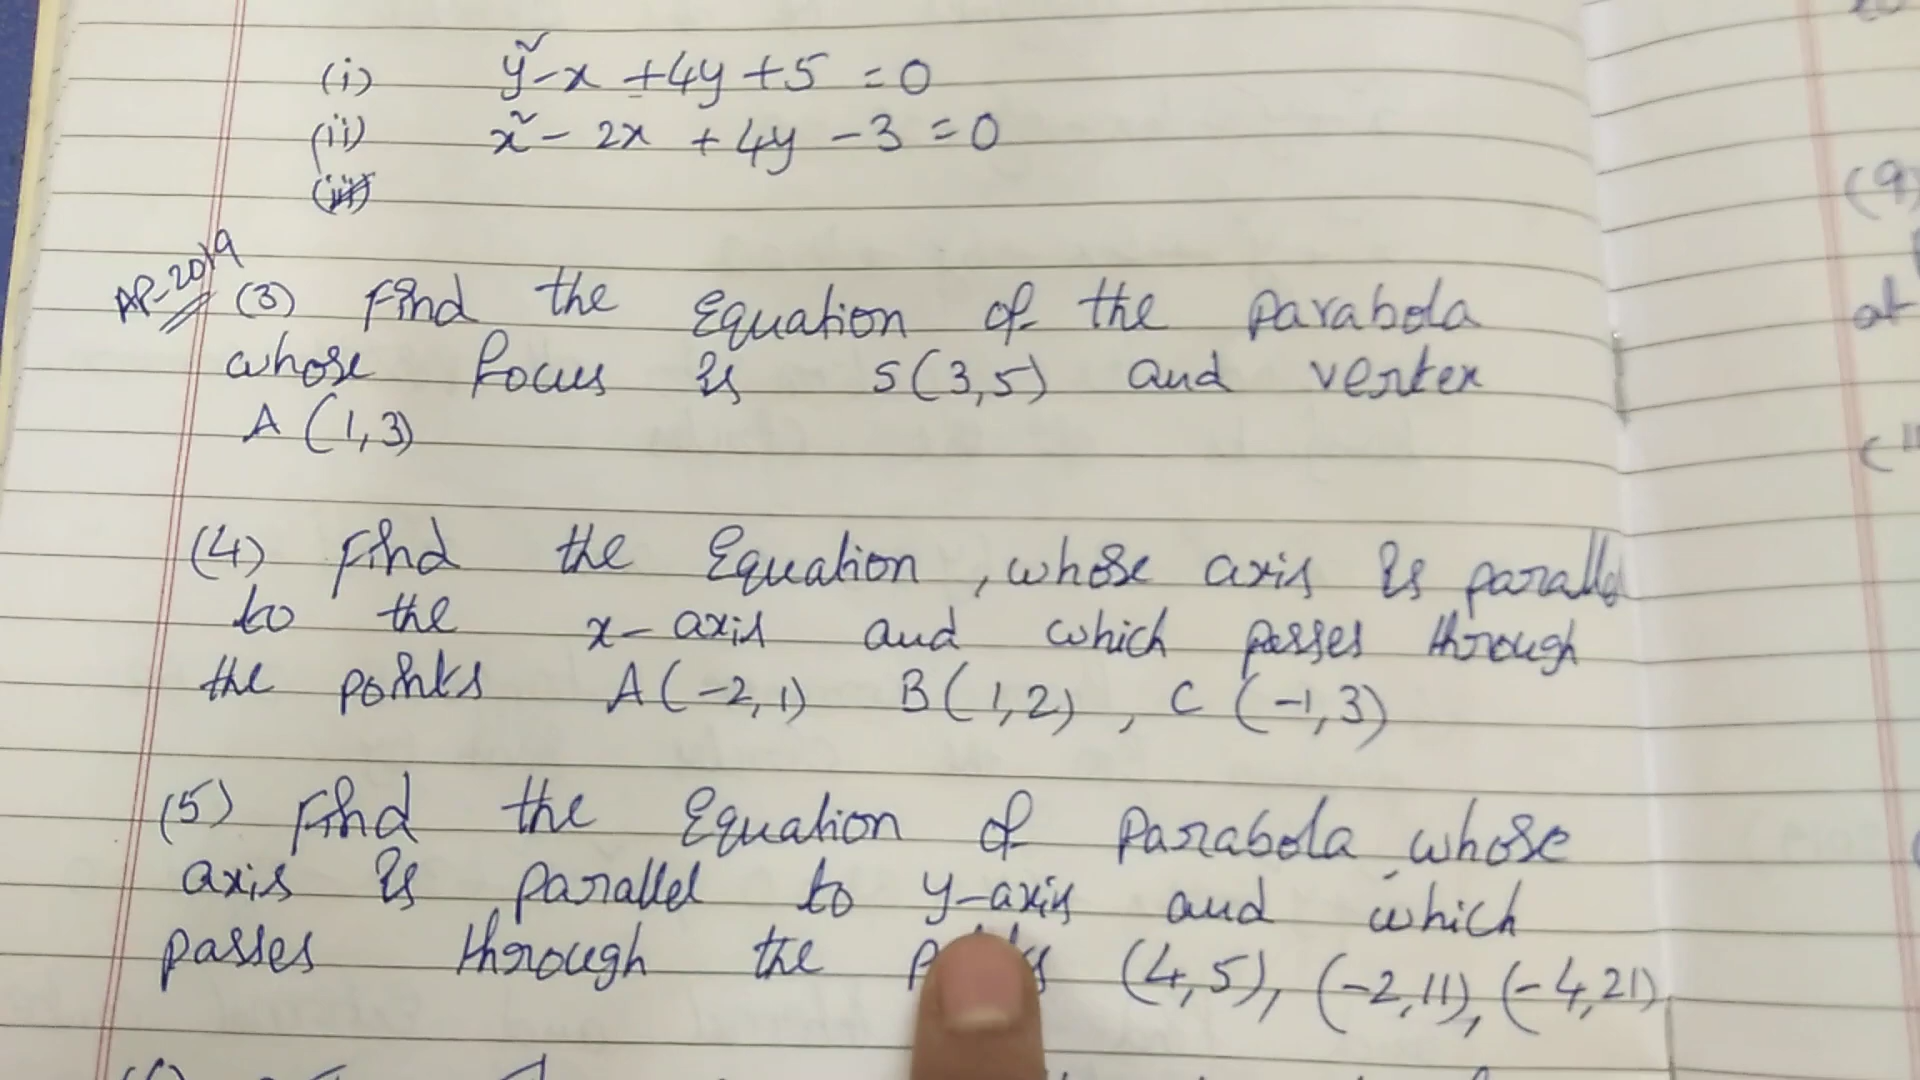 (i) y² - x + 4y + 5 = 0
(ii) x² - 2x + 4y - 3 = 0
AP-2019 (3) Find the Equation of the parabola
whose focus is S(3,5) and vertex
A (1,3)
(4) Find the Equation, whose axis is parallel
to the x-axis and which passes through
the points A(-2,1) B(1,2), C (-1,3)
(5) Find the Equation of parabola whose
axis is parallel to y-axis and which
passes through the (4,5), (-2,11), (-4,21)
(9)
at